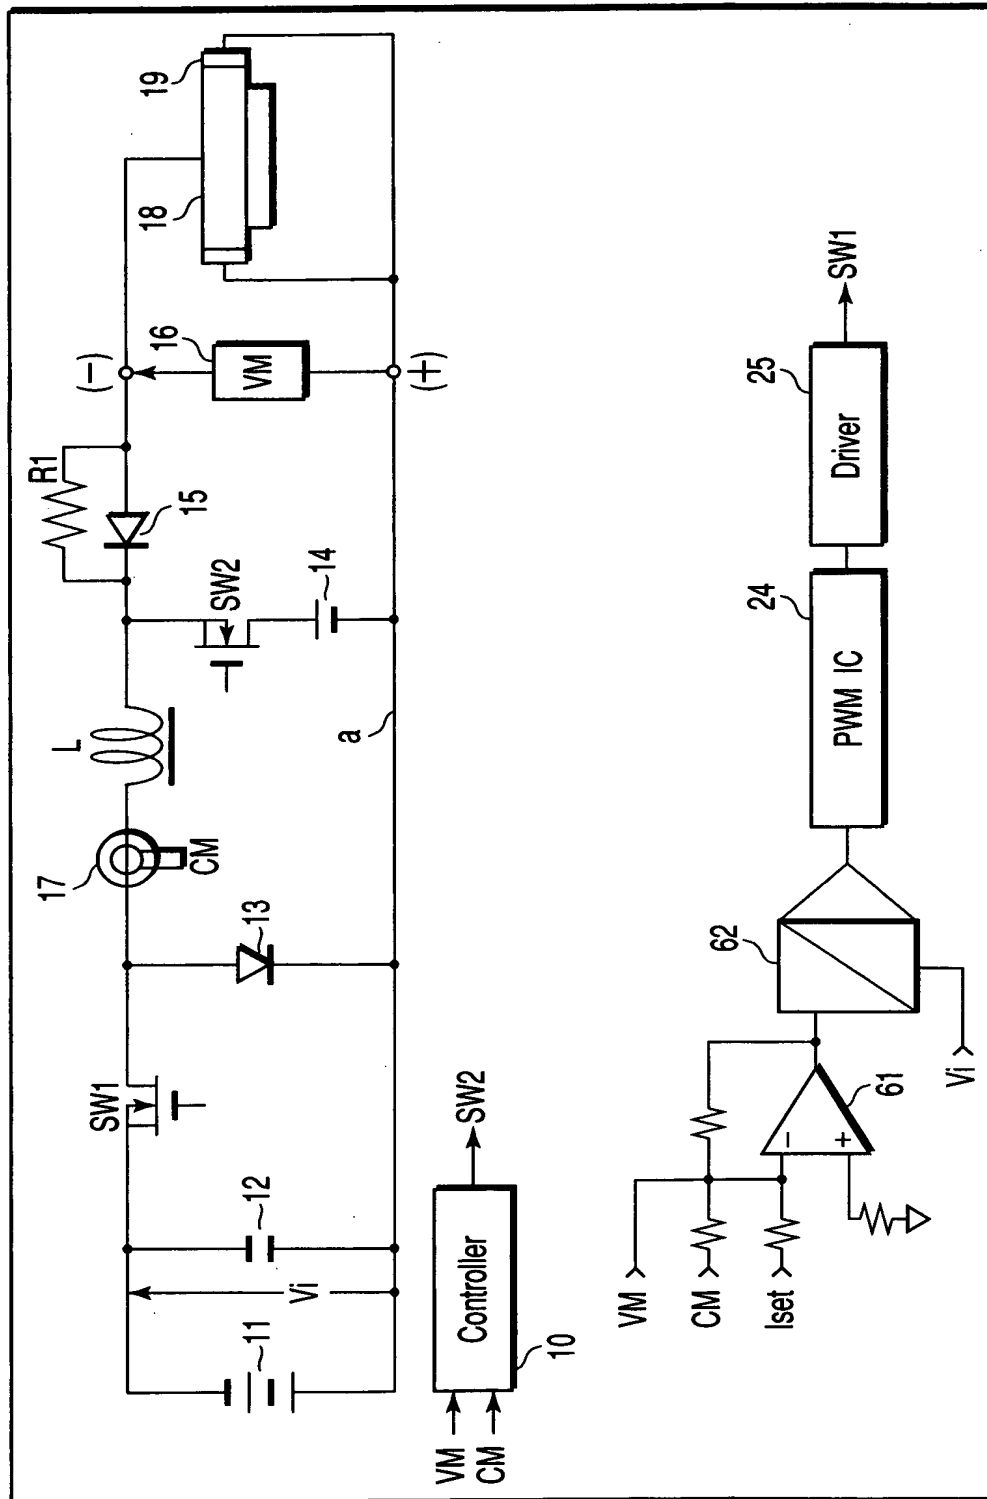 SW1
17
CM
L
R1
15
(-)
16
VM
18
19
13
SW2
14
12
Vi
11
a
(+)
VM
CM
Controller
10
SW2
VM
CM
Iset
-
+
61
62
Vi
24
PWM IC
25
Driver
SW1